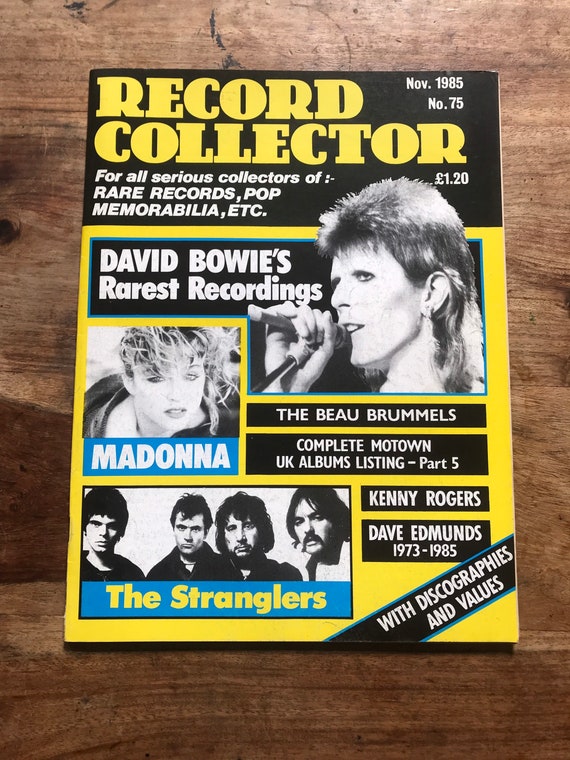 RECORD
COLLECTOR
Nov. 1985
No. 75
£1.20
For all serious collectors of :-
RARE RECORDS, POP
MEMORABILIA, ETC.
DAVID BOWIE'S
Rarest Recordings
MADONNA
THE BEAU BRUMMELS
COMPLETE MOTOWN
UK ALBUMS LISTING – Part 5
KENNY ROGERS
DAVE EDMUNDS
1973-1985
The Stranglers
WITH DISCOGRAPHIES
AND VALUES